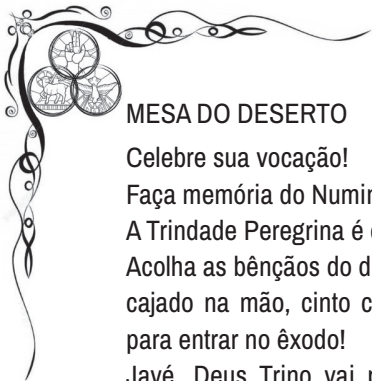 MESA DO DESERTO
Celebre sua vocação!
Faça memória do
A Trindade Peregrina é
Acolha as bênçãos do
cajado na mão, cinto
para entrar no êxodo!
Javé, Deus Trino vai